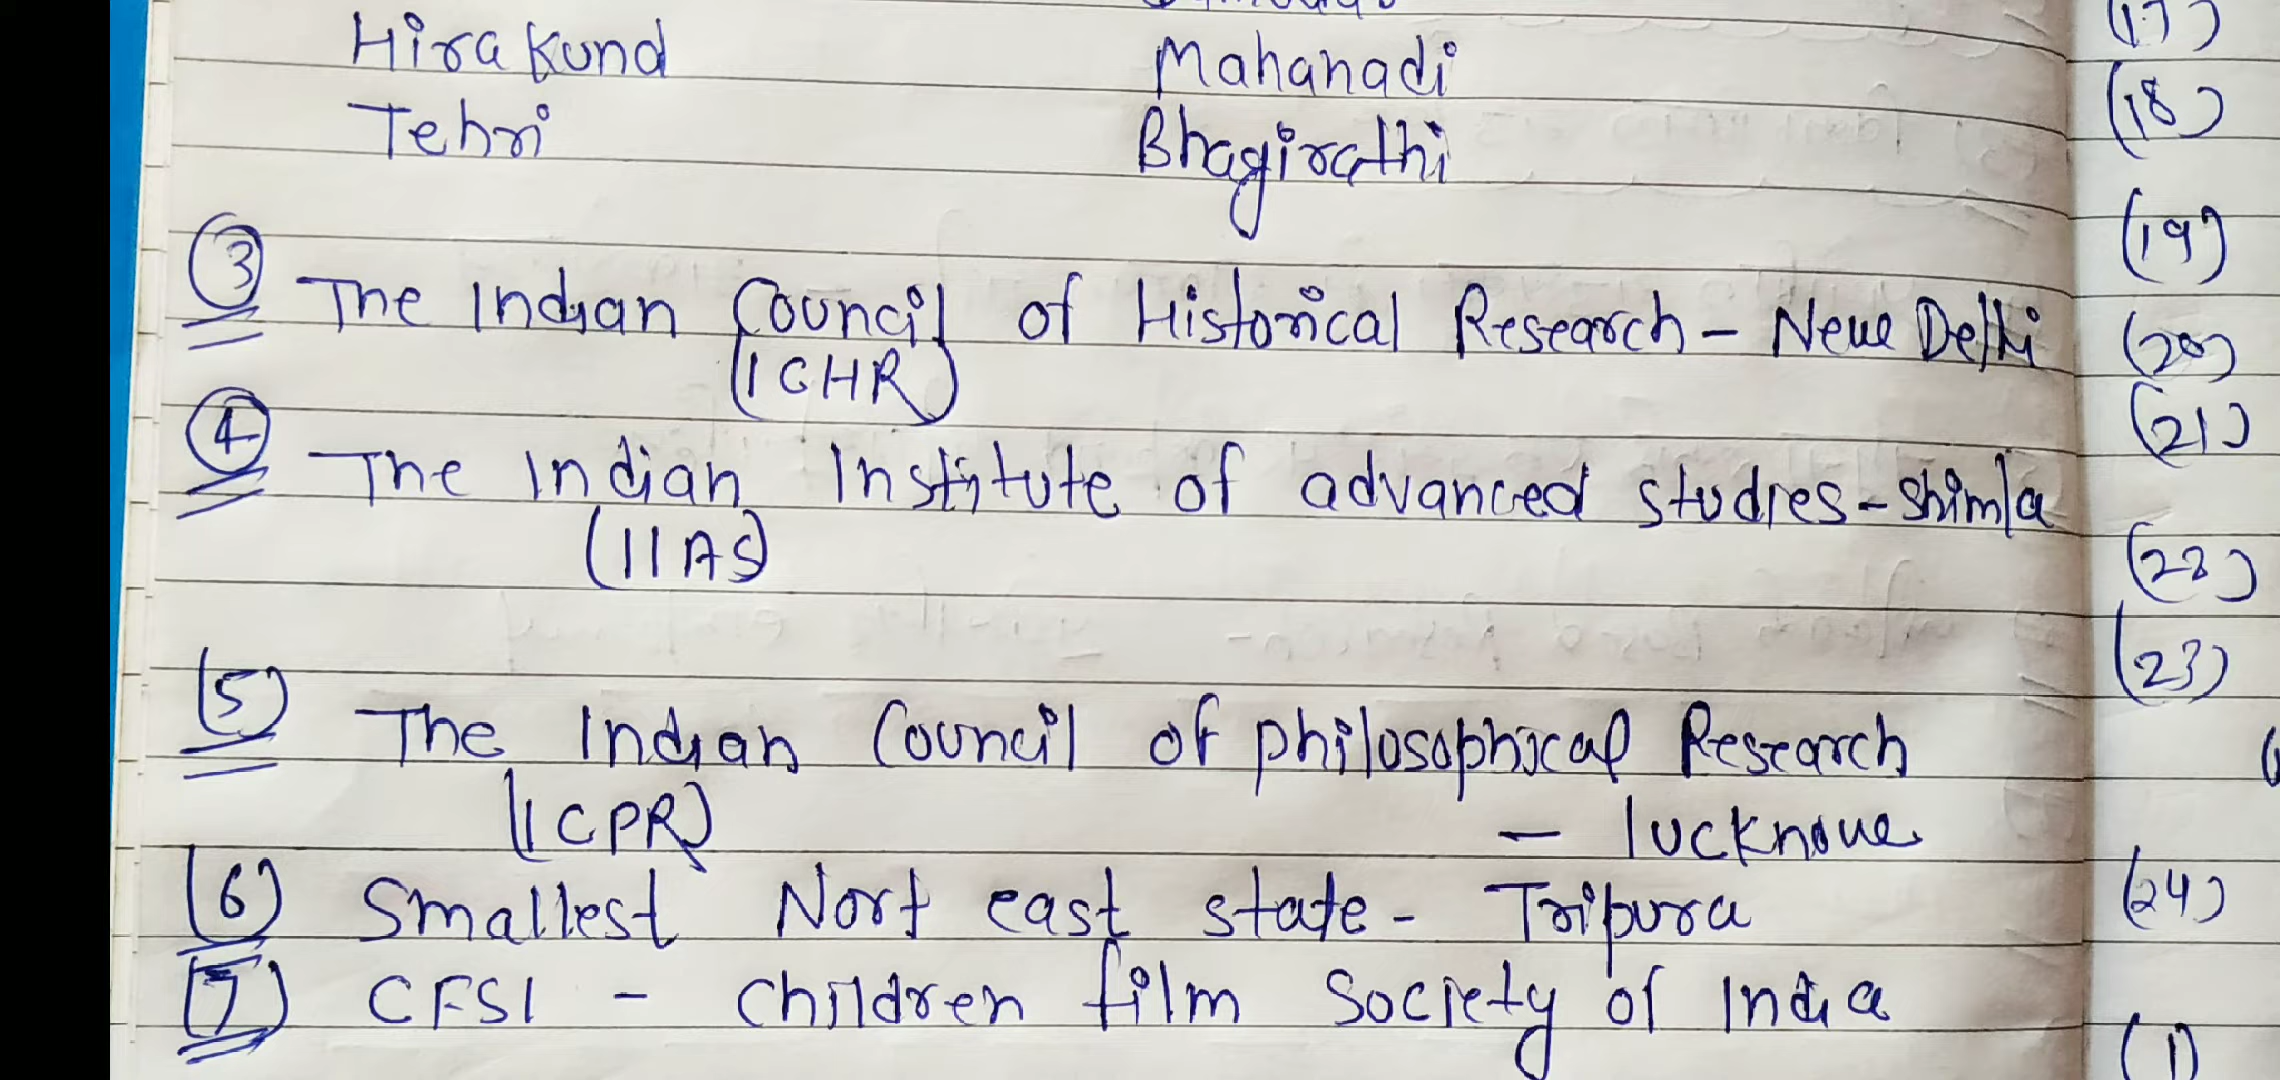 Hirakund Mahanadi
Tehri Bhagirathi
(3) The Indian Council of Historical Research - New Delhi
(ICHR)
(4) The Indian Institute of advanced studies - Shimla
(IIAS)
(5) The Indian Council of philosophical Research
(ICPR) - lucknow
(6) Smallest Nort east state - Tripura
(7) CFSI - children film Society of India
(17)
(18)
(19)
(20)
(21)
(22)
(23)
(24)
(1)